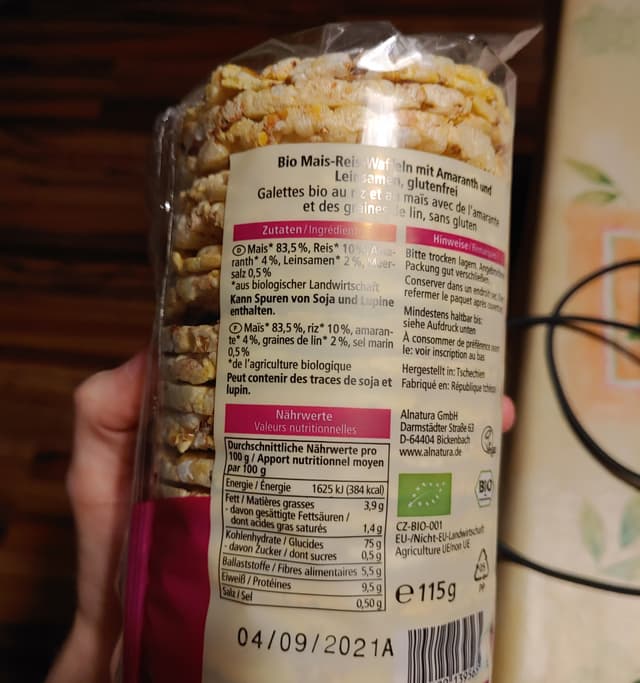 Bio Mais-Reis-Waffeln mit Amaranth und
Leinsamen, glutenfrei
Galettes bio au riz et au maïs avec de l'amarante
et des graines de lin, sans gluten
Zutaten/Ingrédients
D Mais* 83,5%, Reis* 10%, Ama-
ranth* 4%, Leinsamen* 2%, Meer-
salz 0,5%
*aus biologischer Landwirtschaft
Kann Spuren von Soja und Lupine
enthalten.
F Maïs* 83,5%, riz* 10%, amaran-
te* 4%, graines de lin* 2%, sel marin
0,5%
*de l'agriculture biologique
Peut contenir des traces de soja et
lupin.
Hinweise/Remarques
Bitte trocken lagern.
Packung gut verschließen.
Conserver dans un endroit
refermer le paquet après
Mindestens haltbar bis:
siehe Aufdruck unten
À consommer de préférence
le: voir inscription au bas
Hergestellt in: Tschechien
Fabriqué en: République tchèque
Nährwerte
Valeurs nutritionnelles
Durchschnittliche Nährwerte pro
100 g / Apport nutritionnel moyen
par 100 g
Energie / Énergie 1625 kJ (384 kcal)
Fett / Matières grasses 3,9 g
- davon gesättigte Fettsäuren /
dont acides gras saturés 1,4 g
Kohlenhydrate / Glucides 75 g
- davon Zucker / dont sucres 0,5 g
Ballaststoffe / Fibres alimentaires 5,5 g
Eiweiß / Protéines 9,5 g
Salz / Sel 0,50 g
Alnatura GmbH
Darmstädter Straße 63
D-64404 Bickenbach
www.alnatura.de
BIO
CZ-BIO-001
EU-/Nicht-EU-Landwirtschaft
Agriculture UE/non UE
05
PP
e 115 g
04/09/2021A